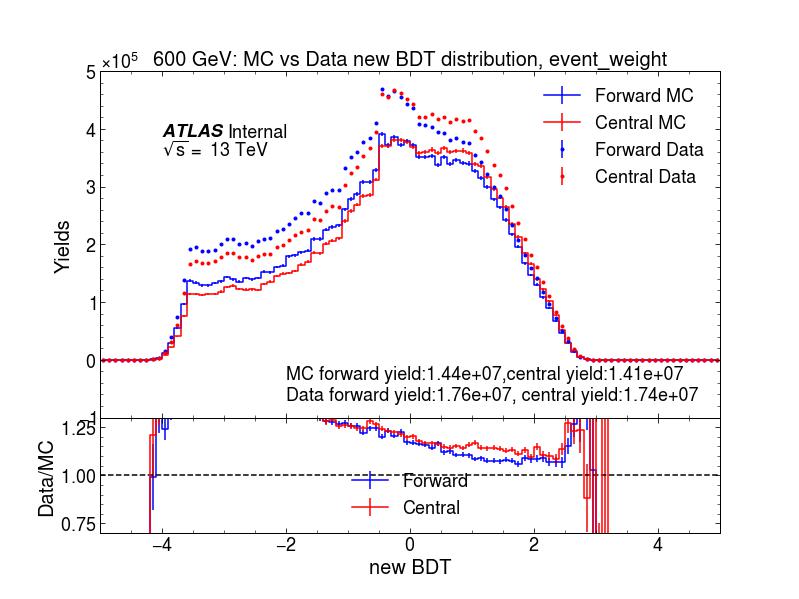 ×10⁵ 600 GeV: MC vs Data new BDT distribution, event_weight
5
4
3
2
1
0
1
Yields
ATLAS Internal
√s = 13 TeV
Forward MC
Central MC
Forward Data
Central Data
MC forward yield:1.44e+07,central yield:1.41e+07
Data forward yield:1.76e+07, central yield:1.74e+07
1.25
1.00
0.75
Data/MC
Forward
Central
−4 −2 0 2 4
new BDT